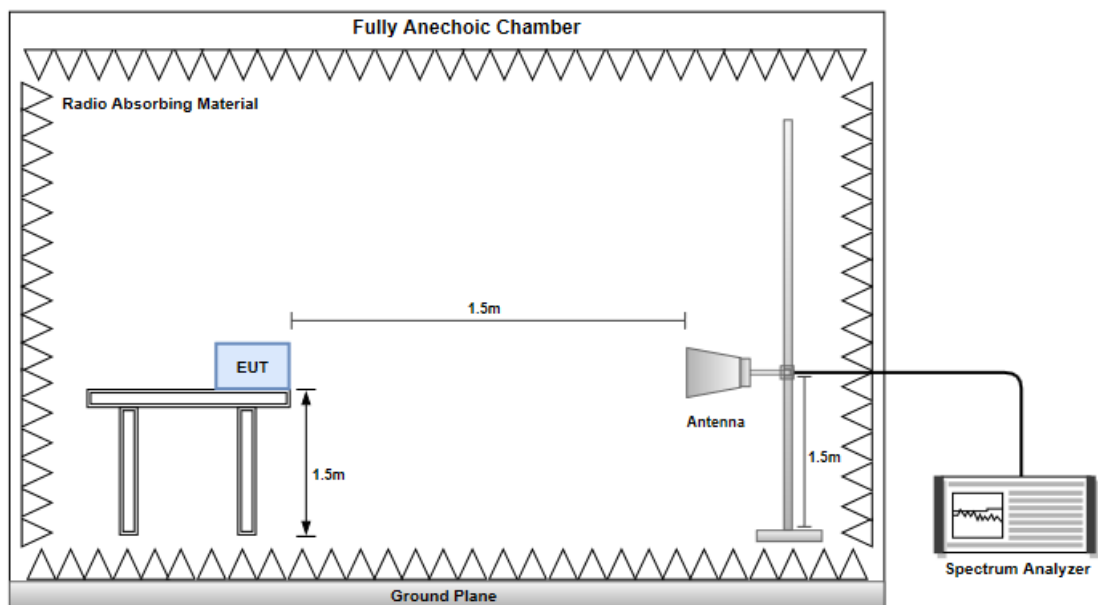 Fully Anechoic Chamber
Radio Absorbing Material
1.5m
EUT
Antenna
1.5m
1.5m
Spectrum Analyzer
Ground Plane